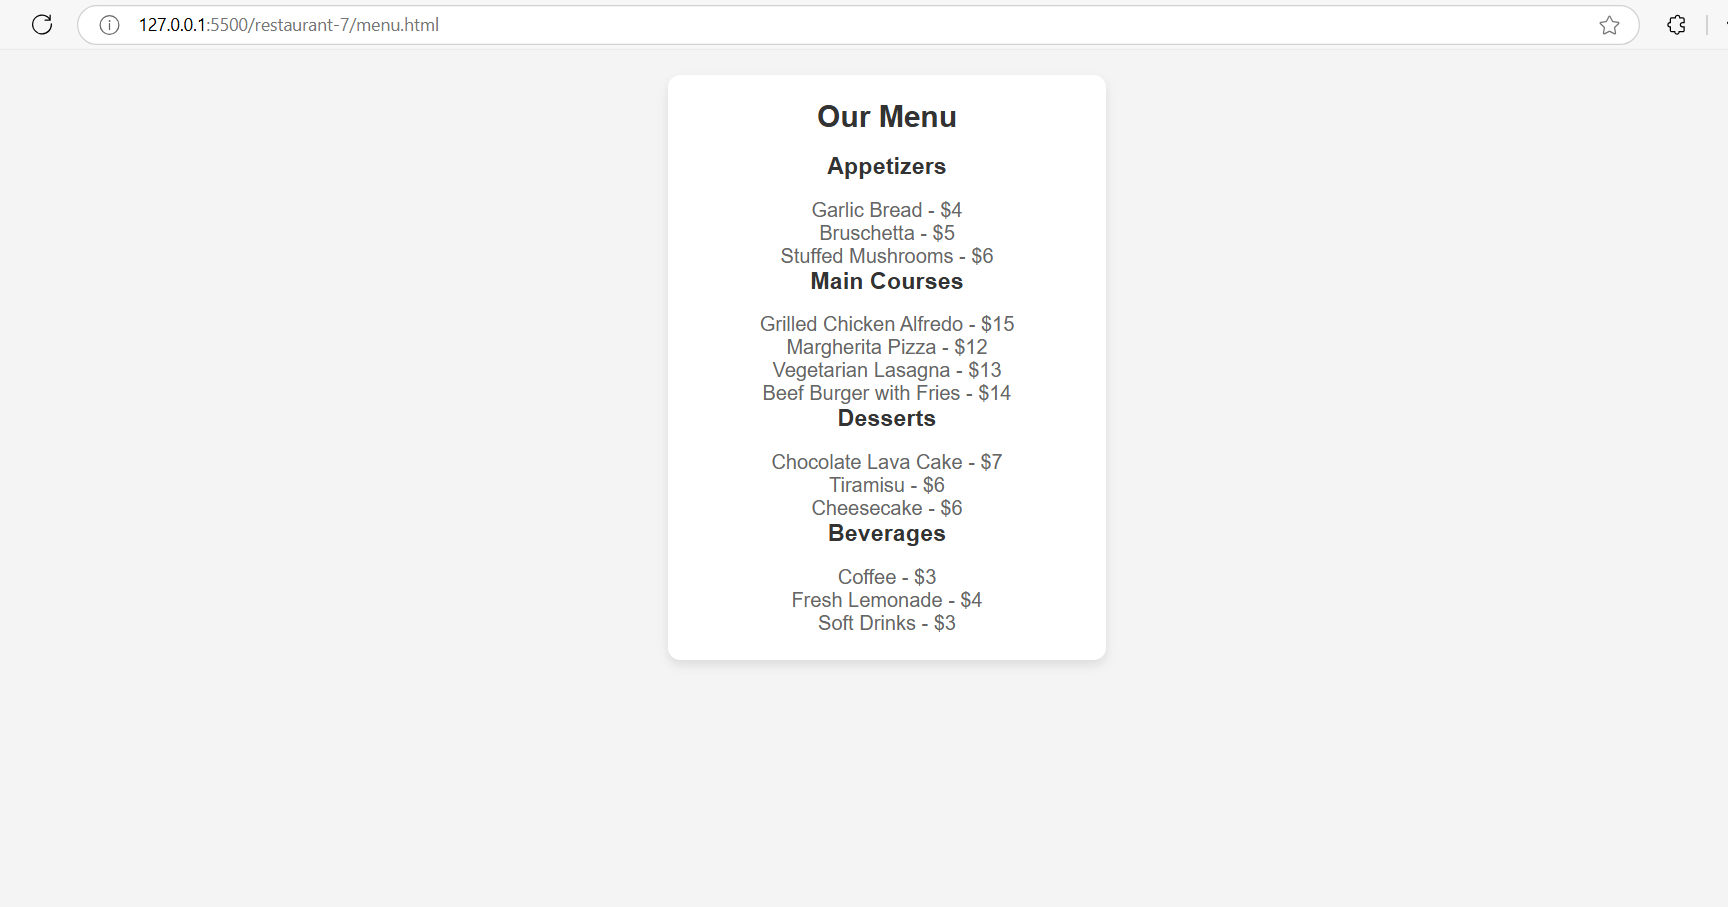 127.0.0.1:5500/restaurant-7/menu.html
Our Menu
Appetizers
Garlic Bread - $4
Bruschetta - $5
Stuffed Mushrooms - $6
Main Courses
Grilled Chicken Alfredo - $15
Margherita Pizza - $12
Vegetarian Lasagna - $13
Beef Burger with Fries - $14
Desserts
Chocolate Lava Cake - $7
Tiramisu - $6
Cheesecake - $6
Beverages
Coffee - $3
Fresh Lemonade - $4
Soft Drinks - $3